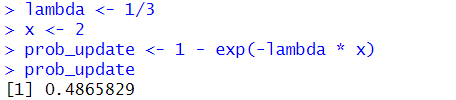 > lambda <- 1/3
> x <- 2
> prob_update <- 1 - exp(-lambda * x)
> prob_update
[1] 0.4865829